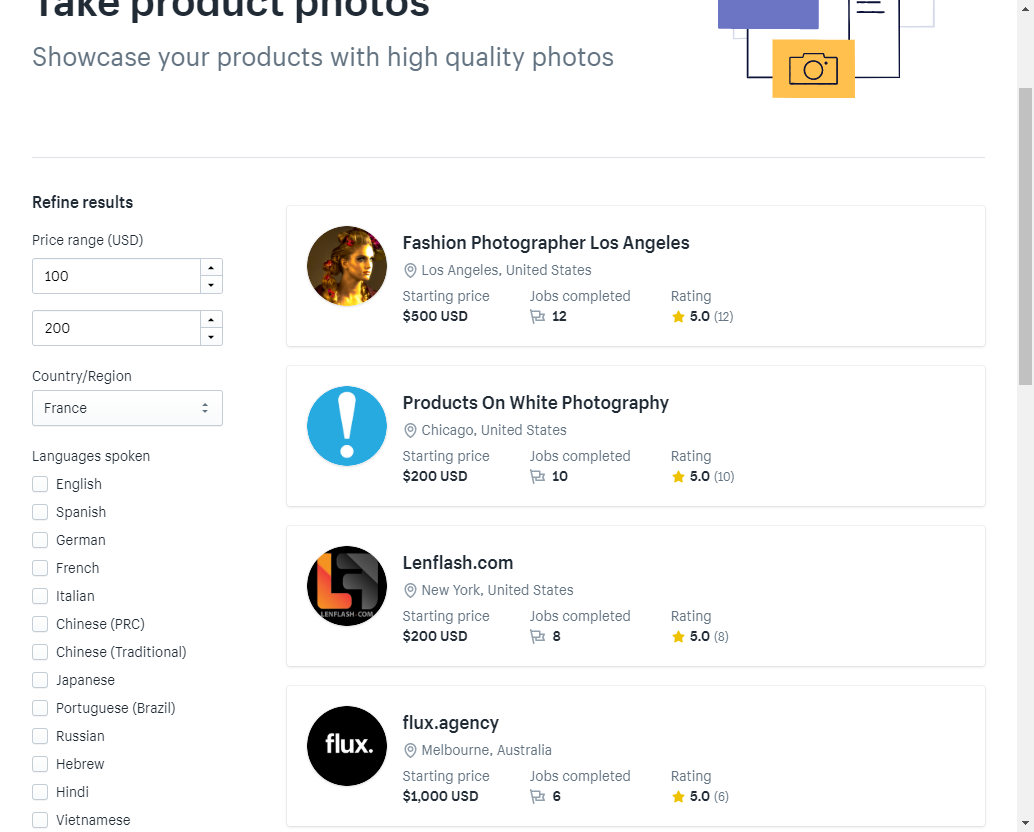 Take product photos
Showcase your products with high quality photos
Refine results
Price range (USD)
100
200
Country/Region
France
Languages spoken
English
Spanish
German
French
Italian
Chinese (PRC)
Chinese (Traditional)
Japanese
Portuguese (Brazil)
Russian
Hebrew
Hindi
Vietnamese
Fashion Photographer Los Angeles
Los Angeles, United States
Starting price Jobs completed Rating
$500 USD 12 5.0 (12)
Products On White Photography
Chicago, United States
Starting price Jobs completed Rating
$200 USD 10 5.0 (10)
LENFLASH.COM
Lenflash.com
New York, United States
Starting price Jobs completed Rating
$200 USD 8 5.0 (8)
flux.
flux.agency
Melbourne, Australia
Starting price Jobs completed Rating
$1,000 USD 6 5.0 (6)